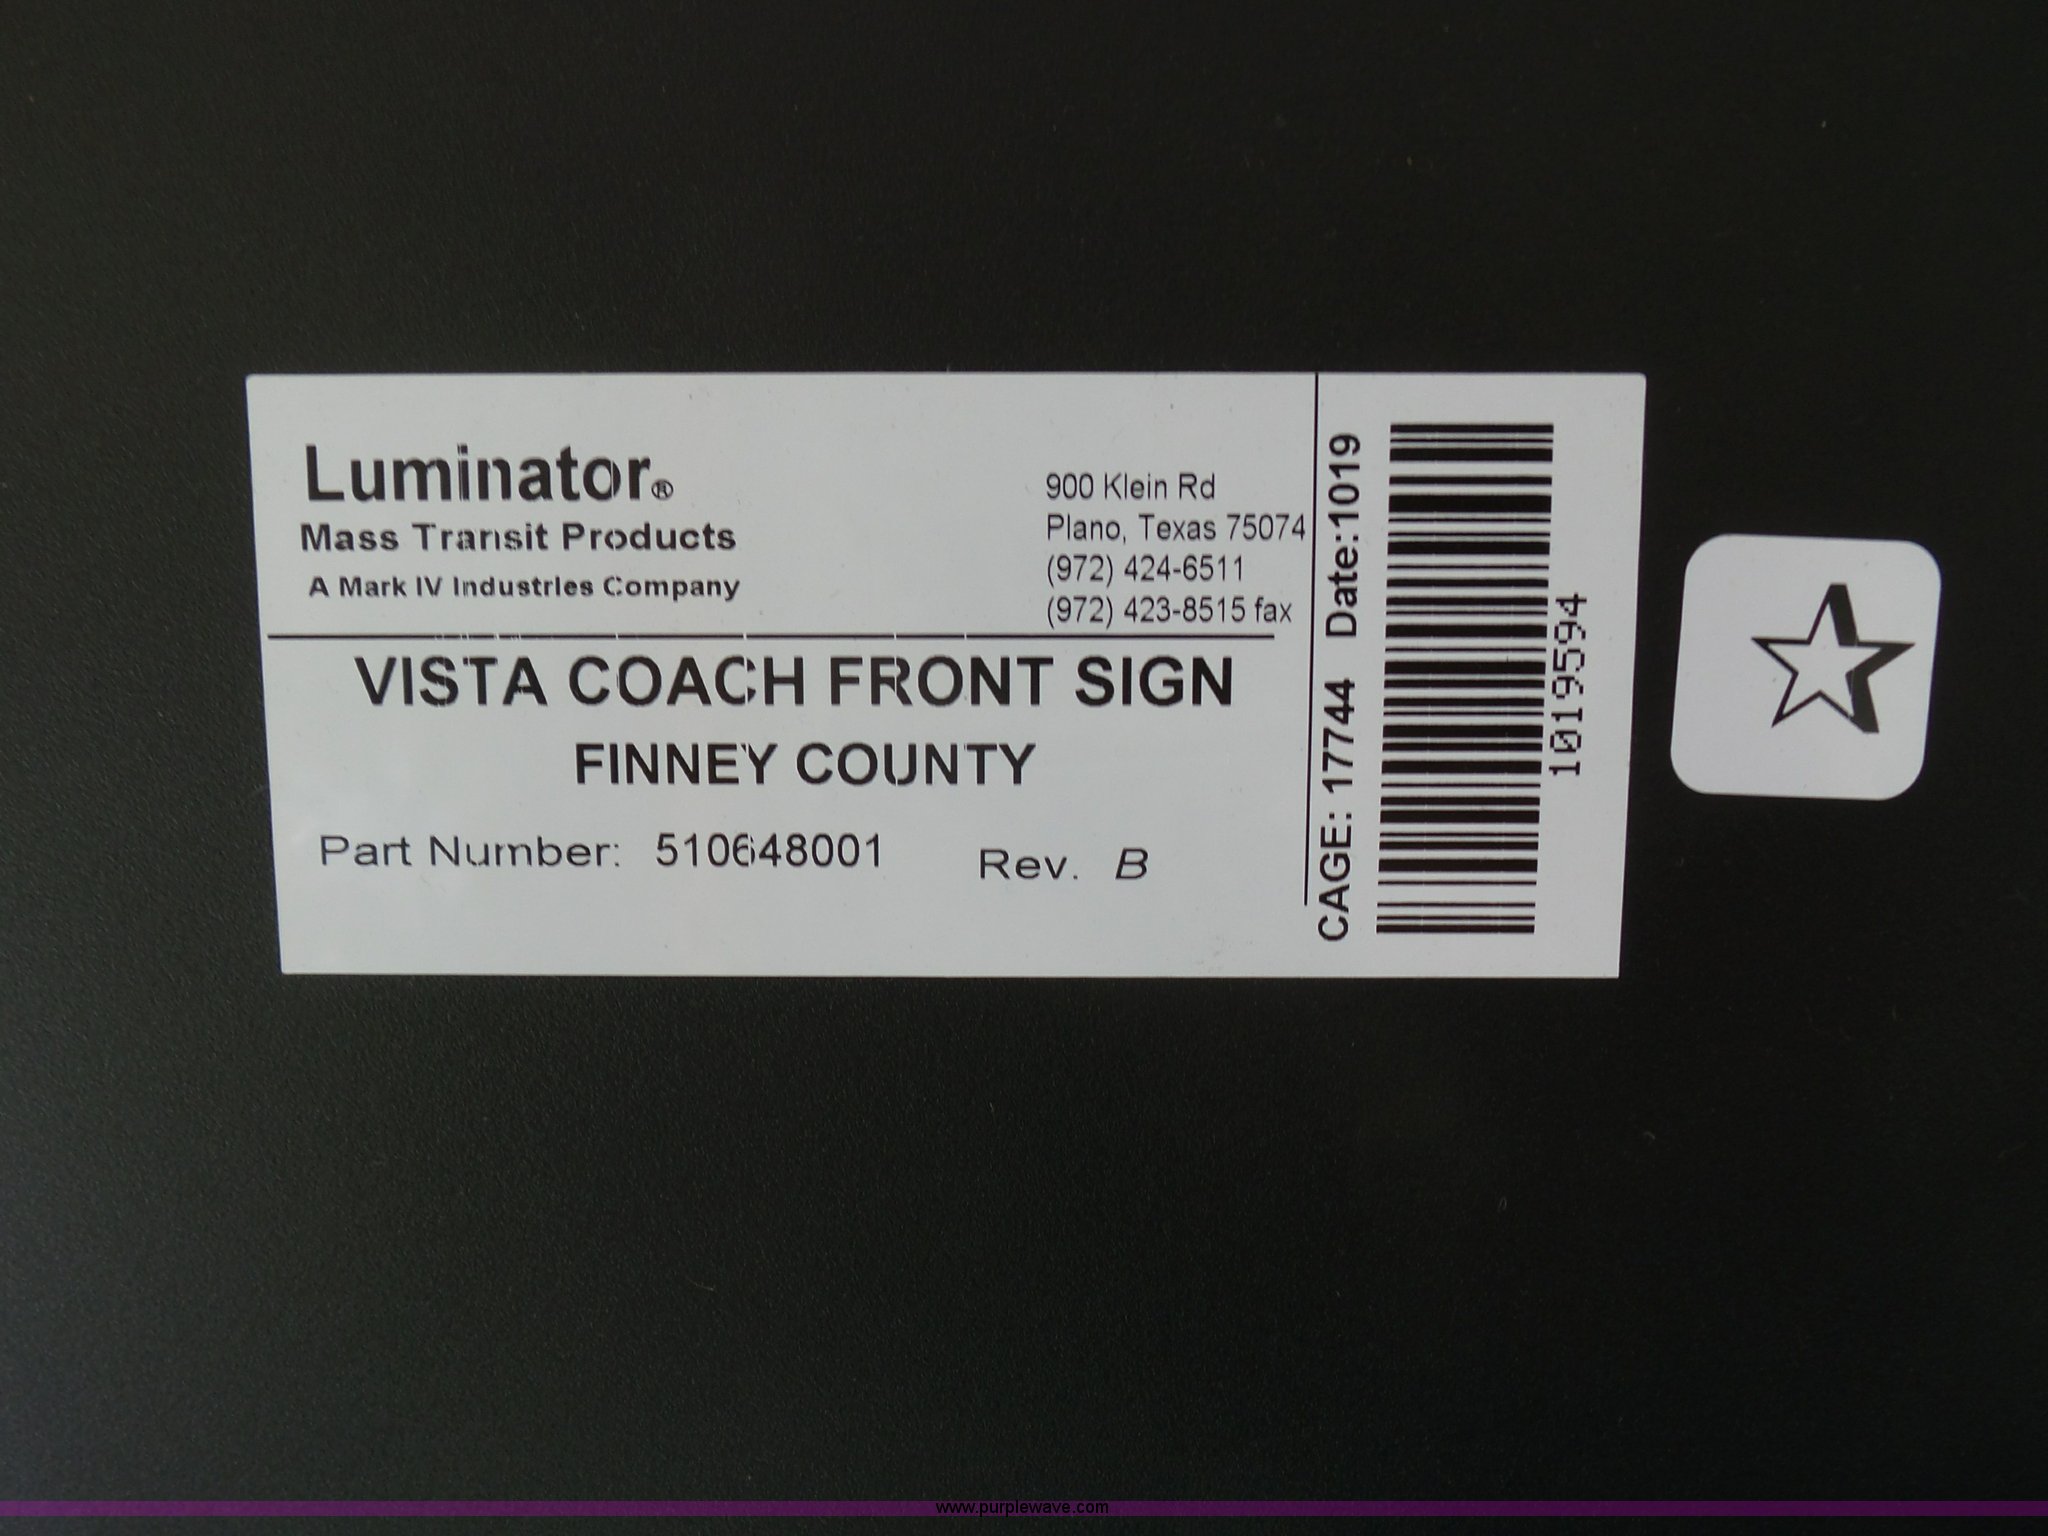 Luminator®
Mass Transit Products
A Mark IV Industries Company
900 Klein Rd
Plano, Texas 75074
(972) 424-6511
(972) 423-8515 fax
VISTA COACH FRONT SIGN
FINNEY COUNTY
Part Number: 510648001 Rev. B
CAGE: 17744 Date:1019
1019594
www.purplewave.com